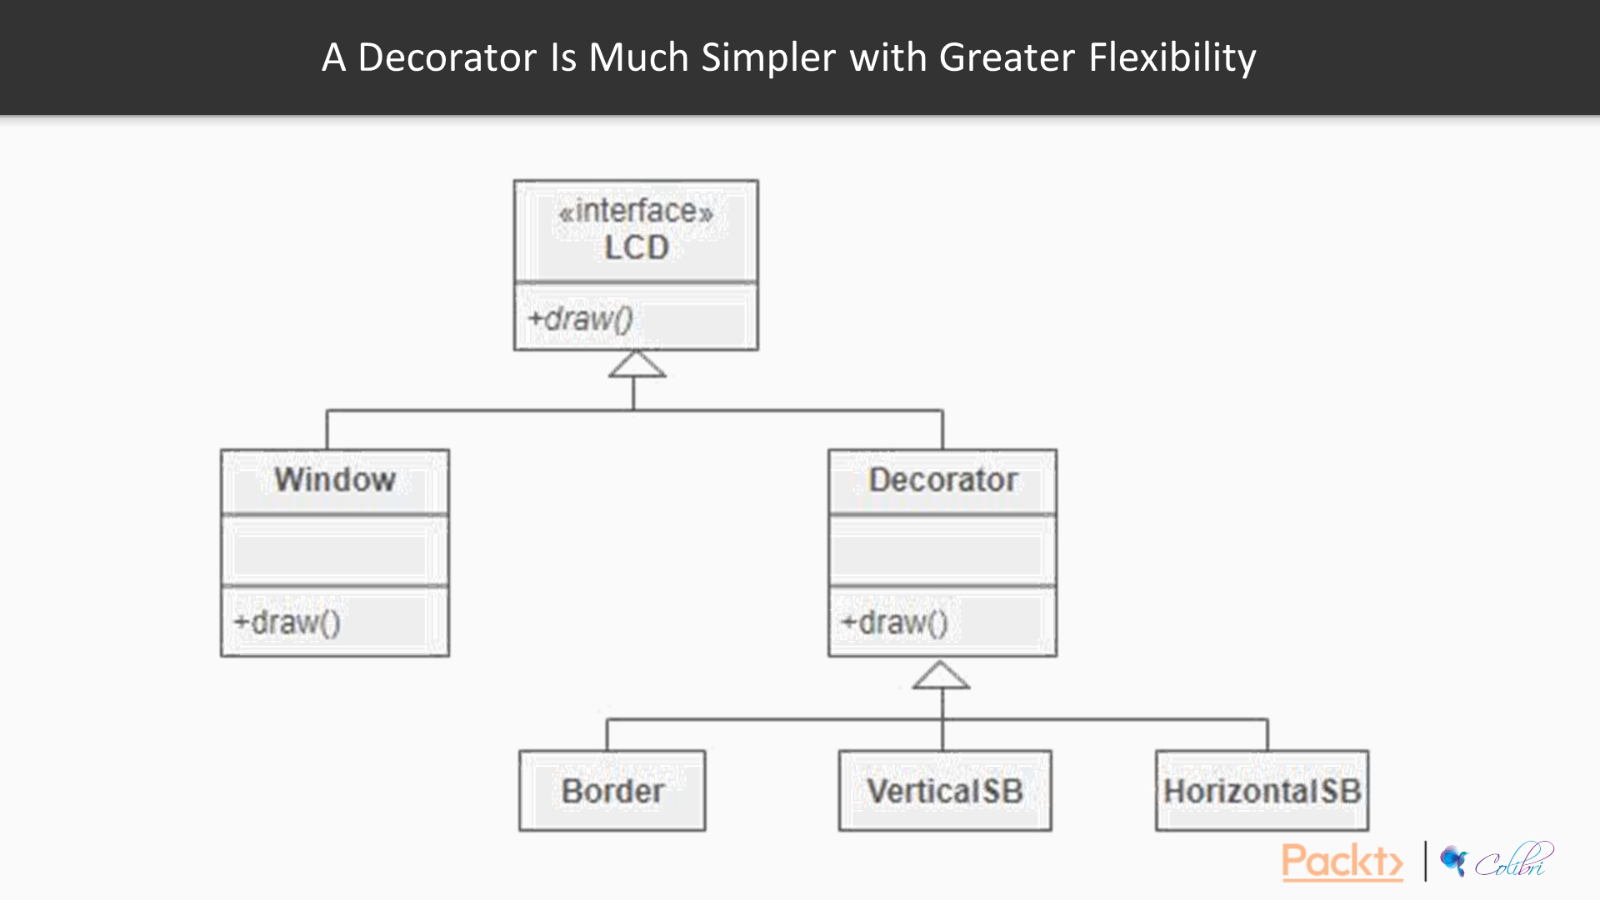 A Decorator Is Much Simpler with Greater Flexibility
«interface»
LCD
+draw()
Window
Decorator
+draw()
+draw()
Border
VerticalSB
HorizontalSB
Packt>
Colibri